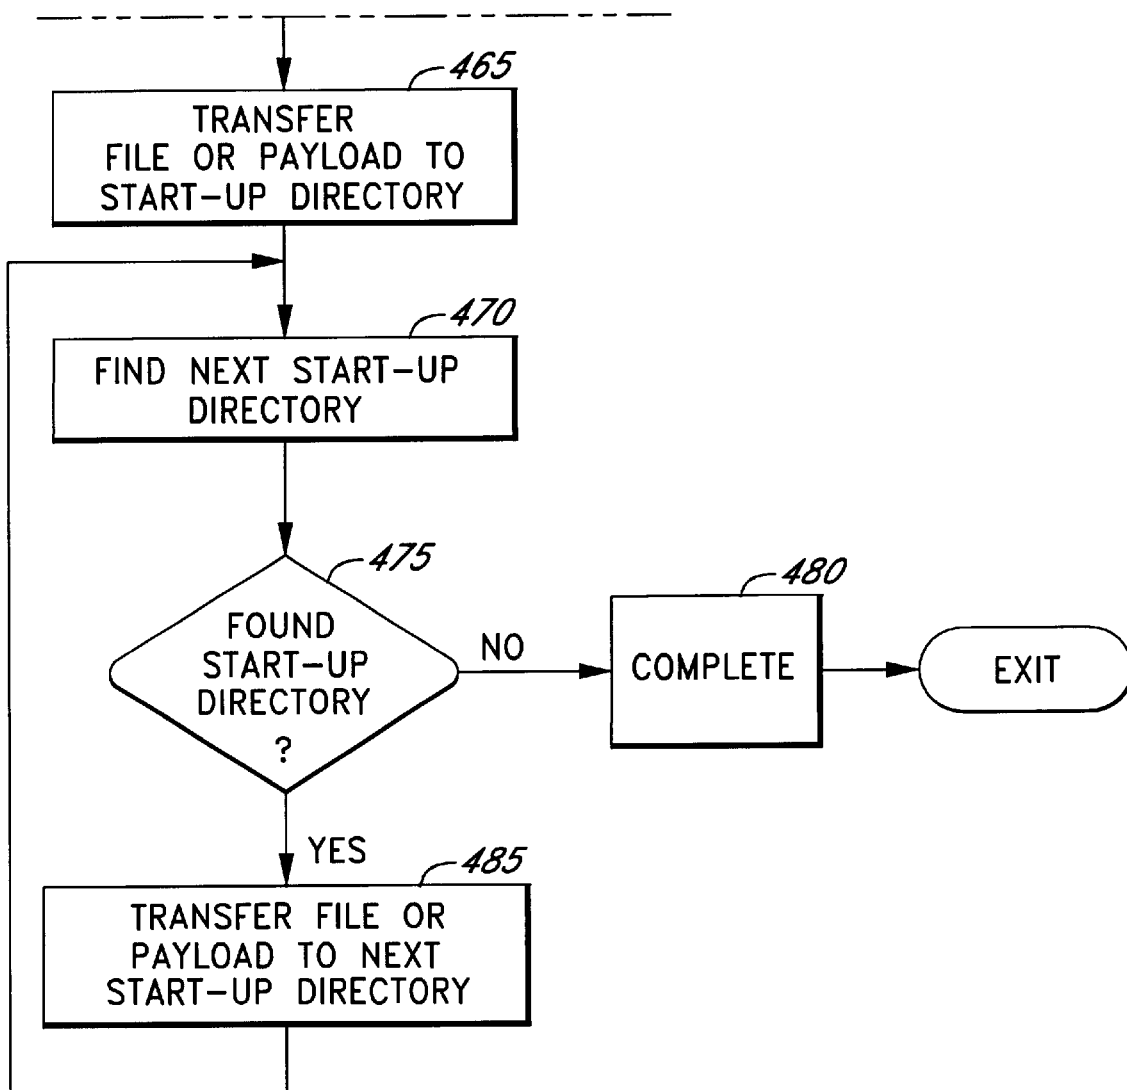 465
TRANSFER
FILE OR PAYLOAD TO
START-UP DIRECTORY
470
FIND NEXT START-UP
DIRECTORY
475
FOUND
START-UP
DIRECTORY
?
NO
480
COMPLETE
EXIT
YES
485
TRANSFER FILE OR
PAYLOAD TO NEXT
START-UP DIRECTORY